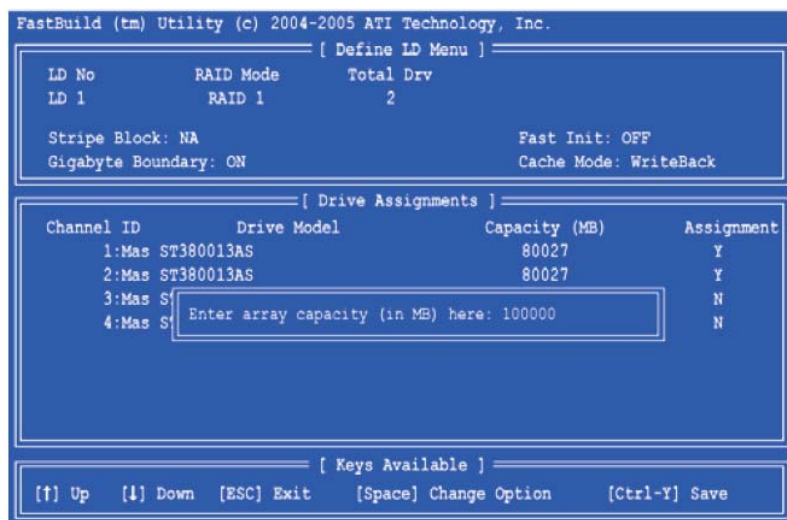 FastBuild (tm) Utility (c) 2004-2005 ATI Technology, Inc.
[ Define LD Menu ]
LD No RAID Mode Total Drv
LD 1 RAID 1 2
Stripe Block: NA Fast Init: OFF
Gigabyte Boundary: ON Cache Mode: WriteBack
[ Drive Assignments ]
Channel ID Drive Model Capacity (MB) Assignment
1:Mas ST380013AS 80027 Y
2:Mas ST380013AS 80027 Y
3:Mas N
Enter array capacity (in MB) here: 100000
4:Mas N
[ Keys Available ]
[↑] Up [↓] Down [ESC] Exit [Space] Change Option [Ctrl-Y] Save